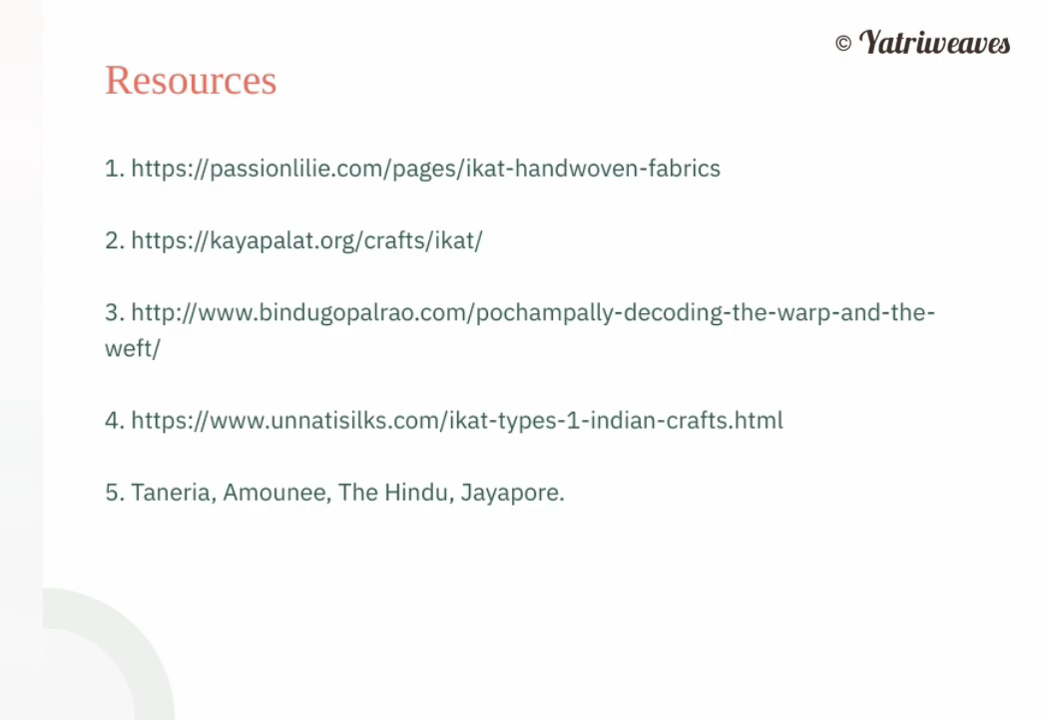 © Yatriweaves
Resources
1. https://passionlilie.com/pages/ikat-handwoven-fabrics
2. https://kayapalat.org/crafts/ikat/
3. http://www.bindugopalrao.com/pochampally-decoding-the-warp-and-the-
weft/
4. https://www.unnatisilks.com/ikat-types-1-indian-crafts.html
5. Taneria, Amounee, The Hindu, Jayapore.